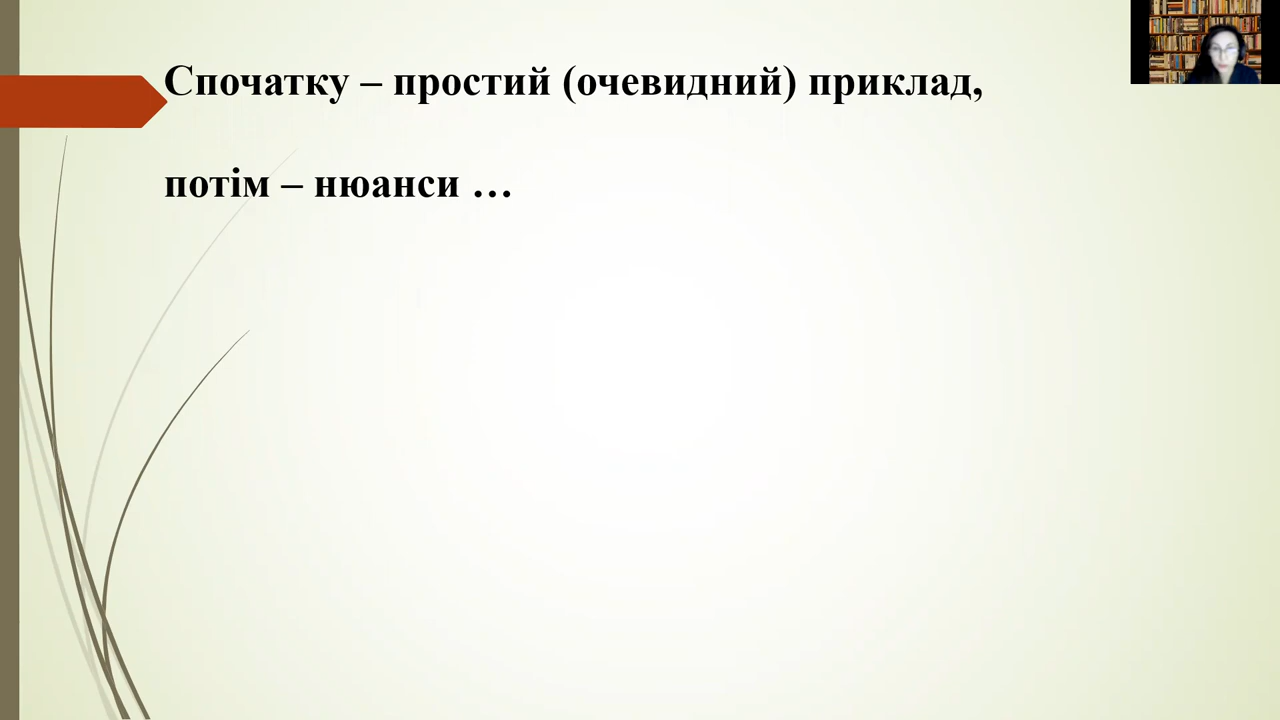 Спочатку – простий (очевидний) приклад,
потім – нюанси …